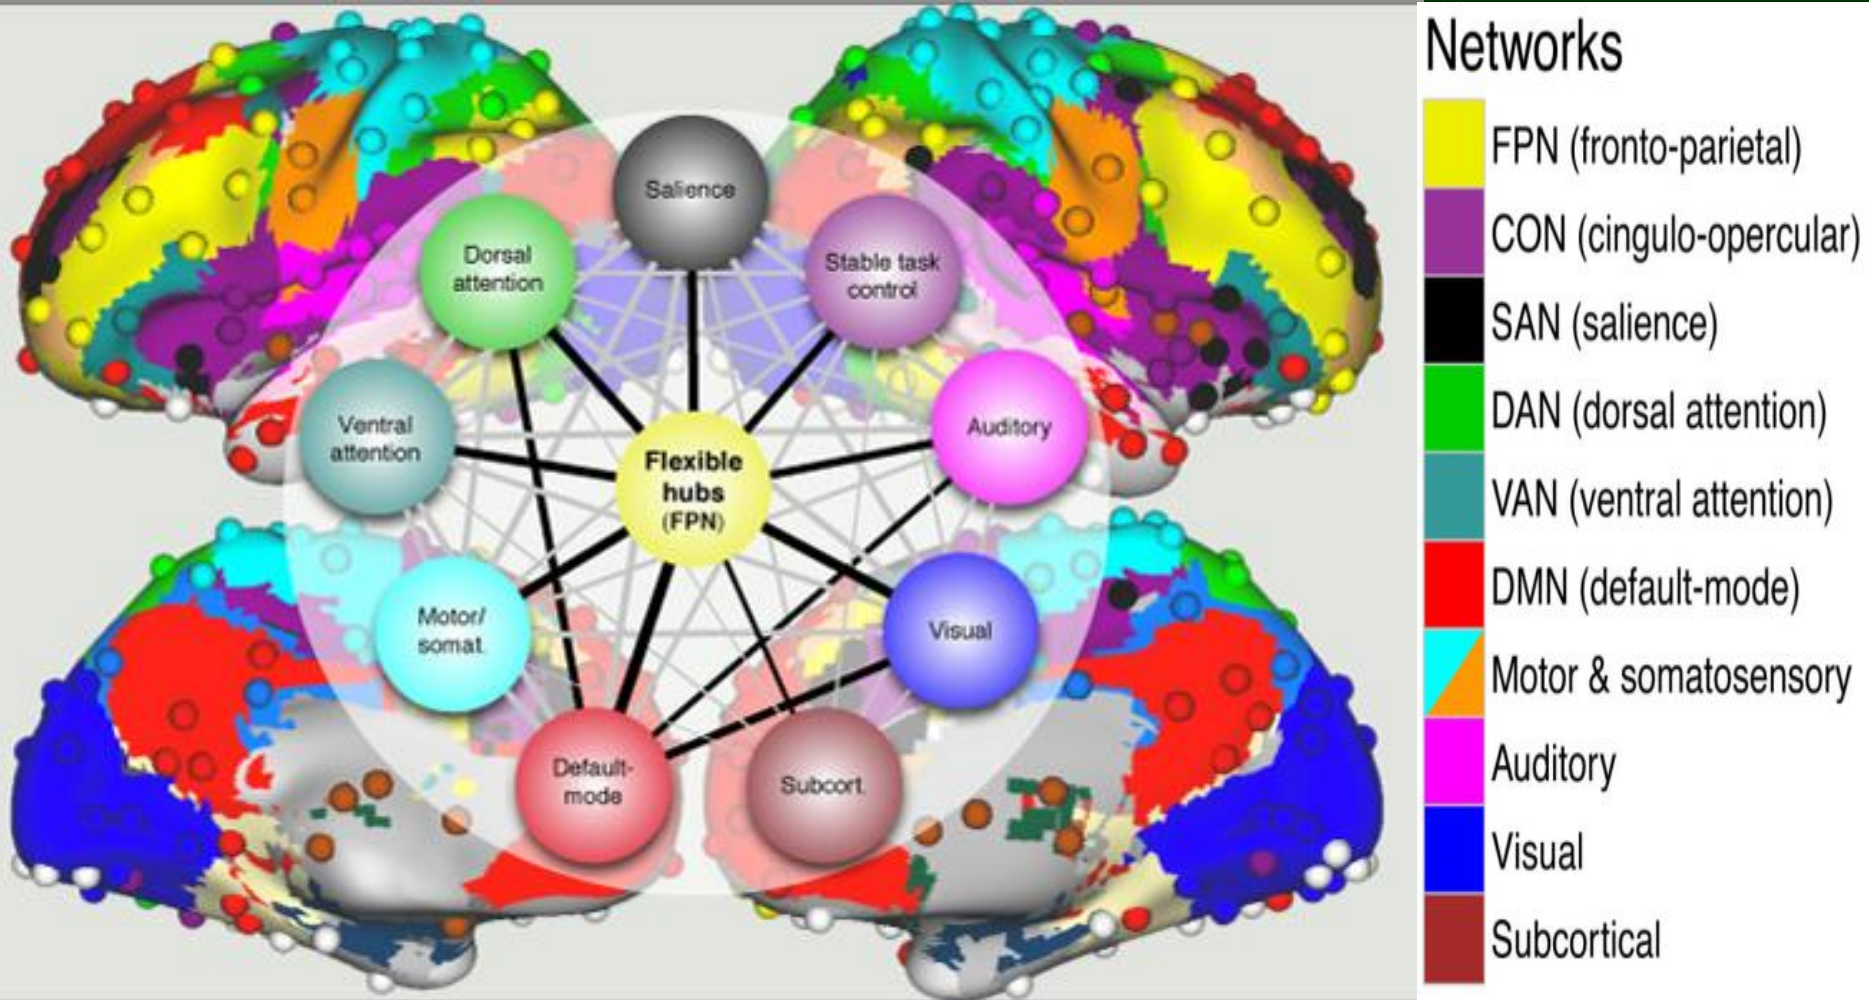 Salience
Dorsal
attention
Stable task
control
Ventral
attention
Auditory
Flexible
hubs
(FPN)
Motor/
somat.
Visual
Default-
mode
Subcort.
Networks
FPN (fronto-parietal)
CON (cingulo-opercular)
SAN (salience)
DAN (dorsal attention)
VAN (ventral attention)
DMN (default-mode)
Motor & somatosensory
Auditory
Visual
Subcortical